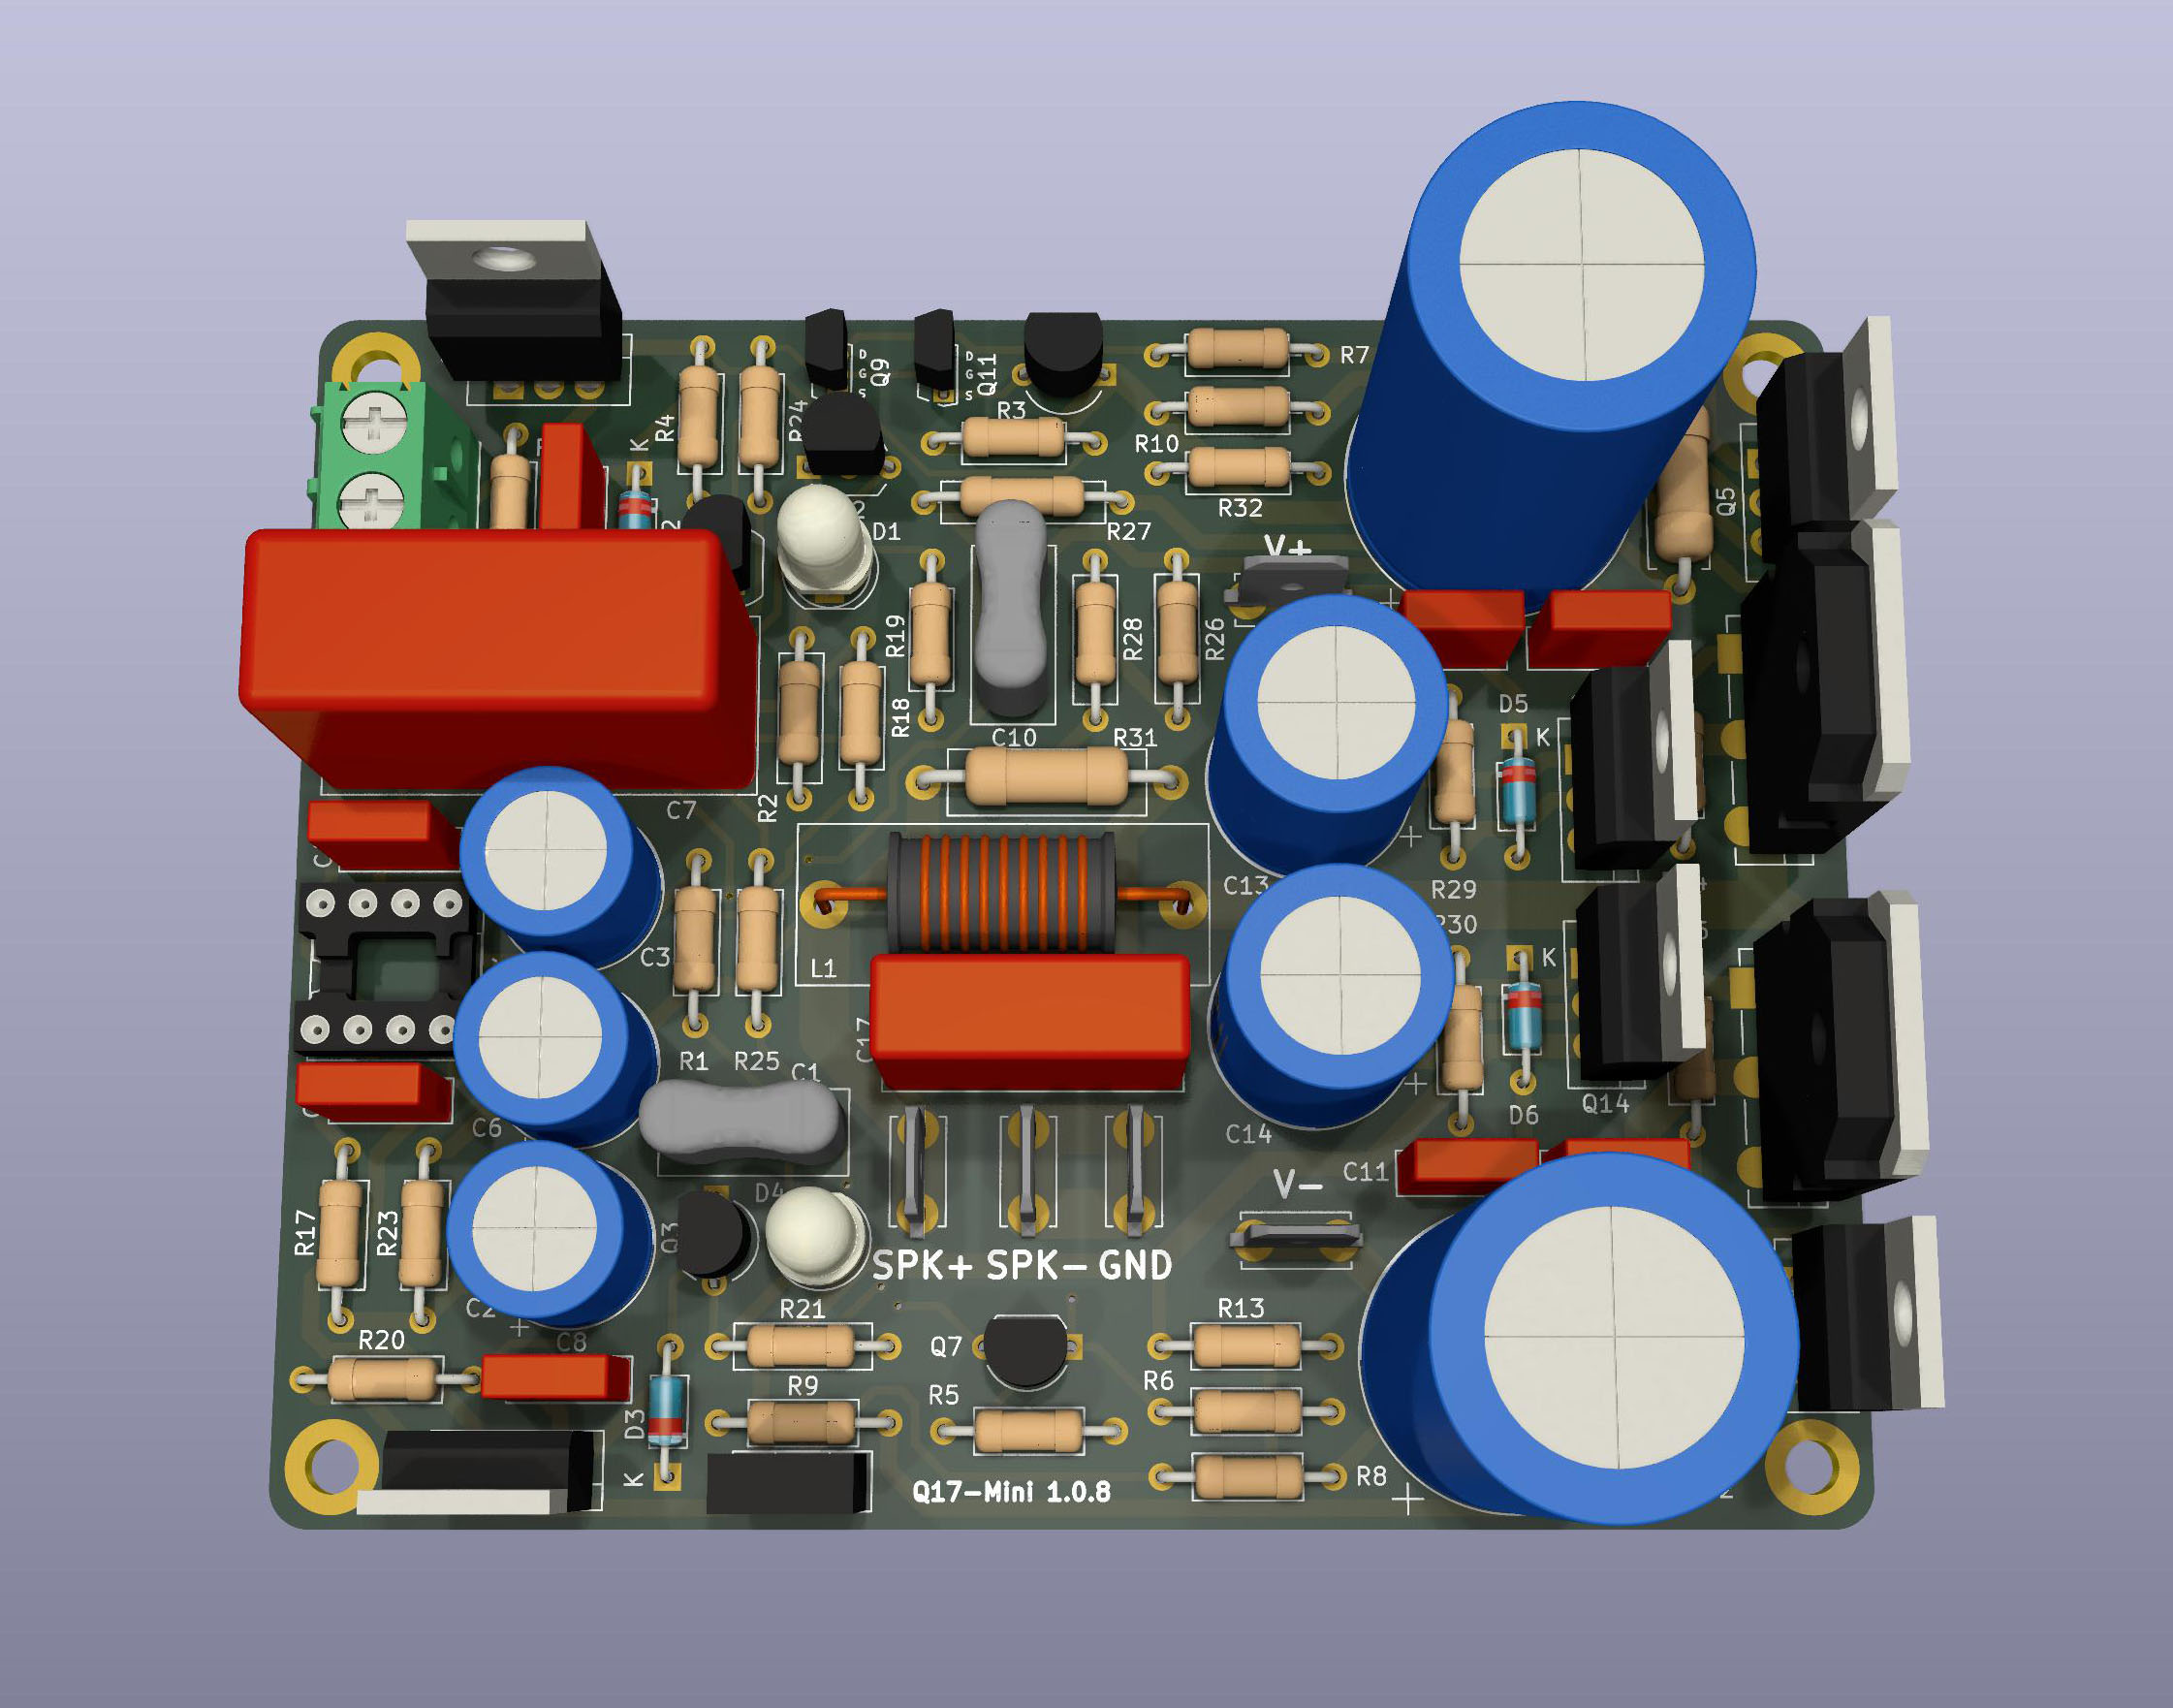 R7
D
G
S
Q9
D
G
S
Q11
R4
R24
R3
R10
K
R32
R27
D1
V+
R19
R28
R26
R18
D5
K
C10
R31
R2
C7
C13
R29
K
C3
L1
C17
R1
R25
C1
C6
C14
D6
Q14
C11
V-
D4
Q3
R17
R23
SPK+ SPK- GND
C2
C8
R20
R21
R13
Q7
R6
R9
R5
D3
K
R8
Q17-Mini 1.0.8